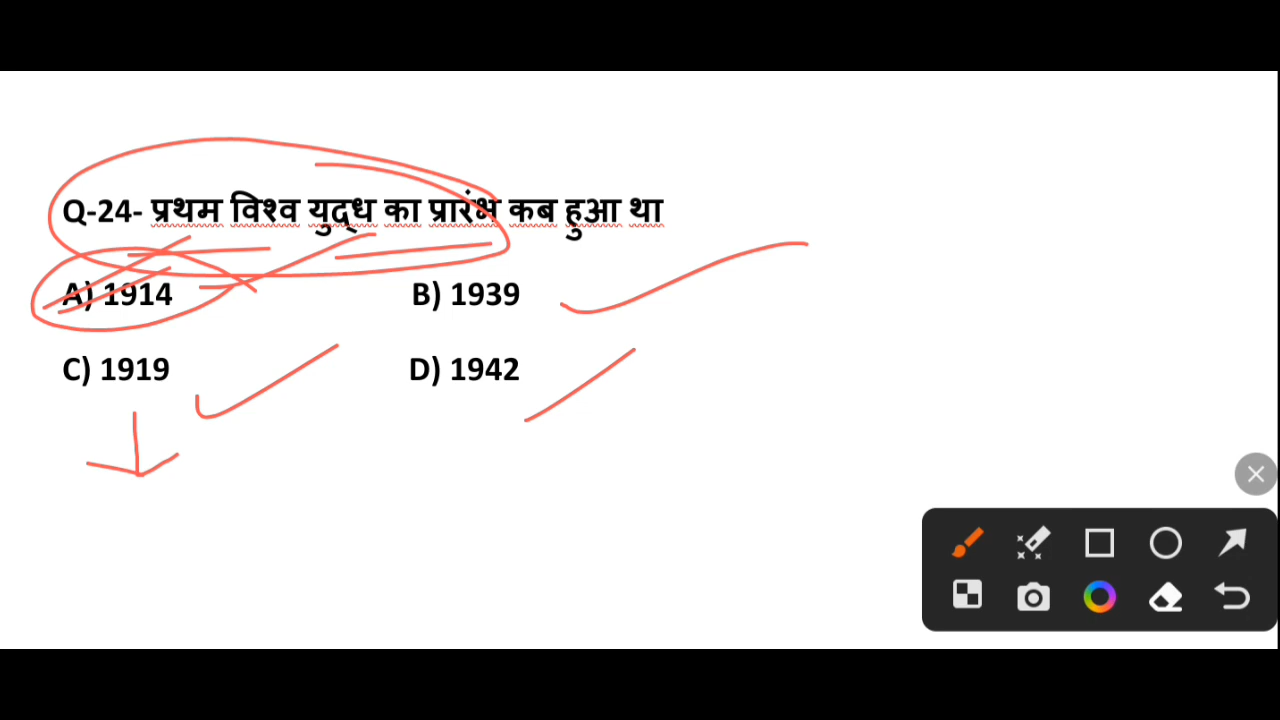 Q-24- प्रथम विश्व युद्ध का प्रारंभ कब हुआ था
A) 1914 B) 1939
C) 1919 D) 1942